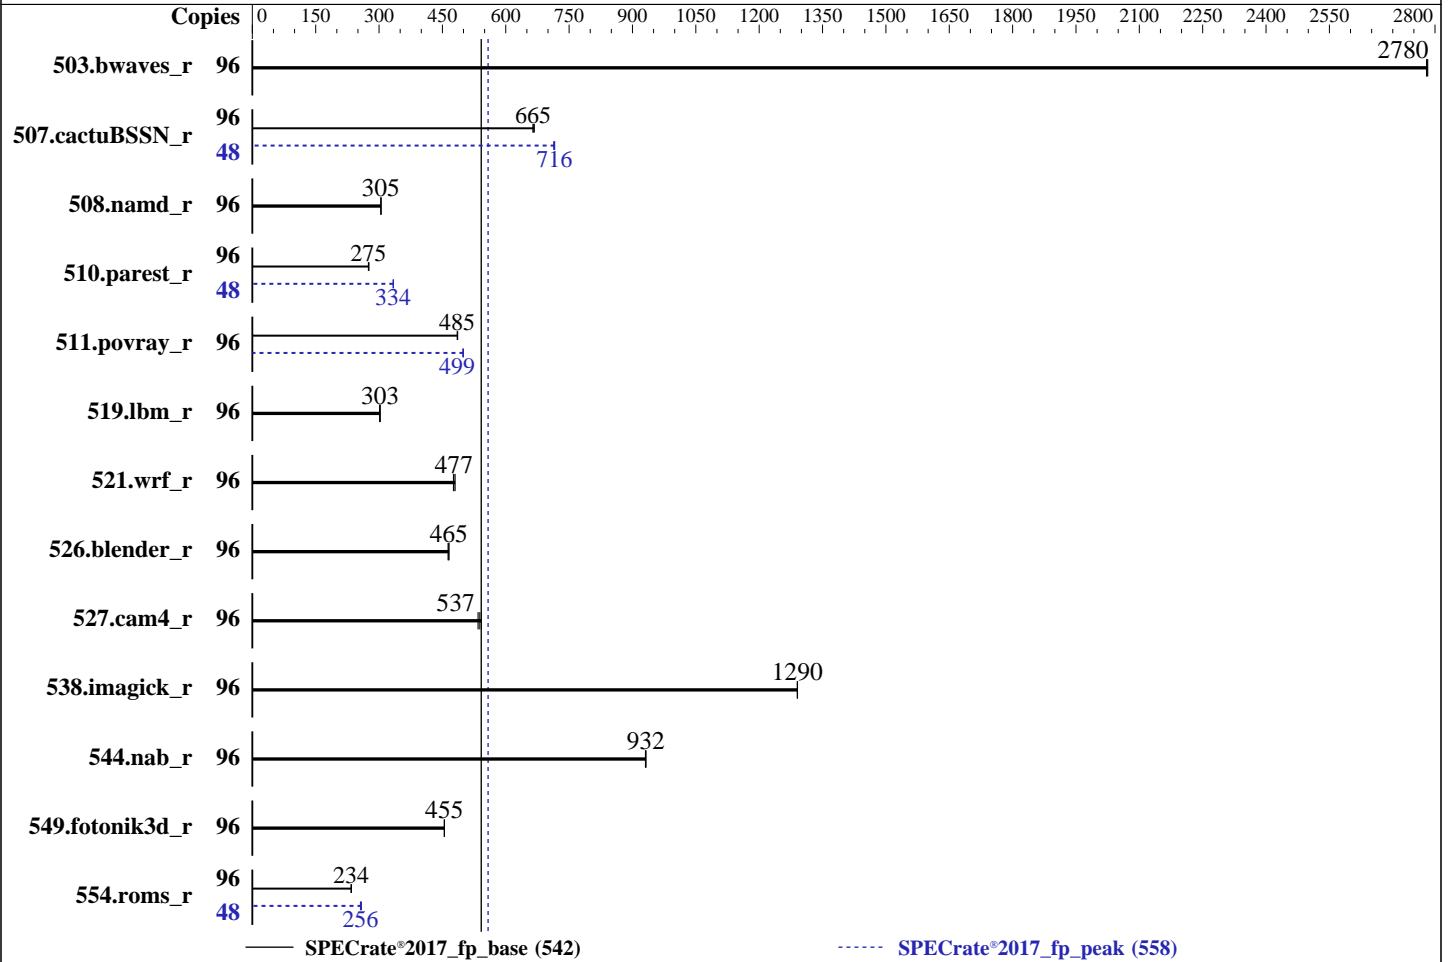 Copies 0 150 300 450 600 750 900 1050 1200 1350 1500 1650 1800 1950 2100 2250 2400 2550 2800
503.bwaves_r 96 2780
507.cactuBSSN_r 96 665
48 716
508.namd_r 96 305
510.parest_r 96 275
48 334
511.povray_r 96 485
499
519.lbm_r 96 303
521.wrf_r 96 477
526.blender_r 96 465
527.cam4_r 96 537
538.imagick_r 96 1290
544.nab_r 96 932
549.fotonik3d_r 96 455
554.roms_r 96 234
48 256
SPECrate®2017_fp_base (542) SPECrate®2017_fp_peak (558)